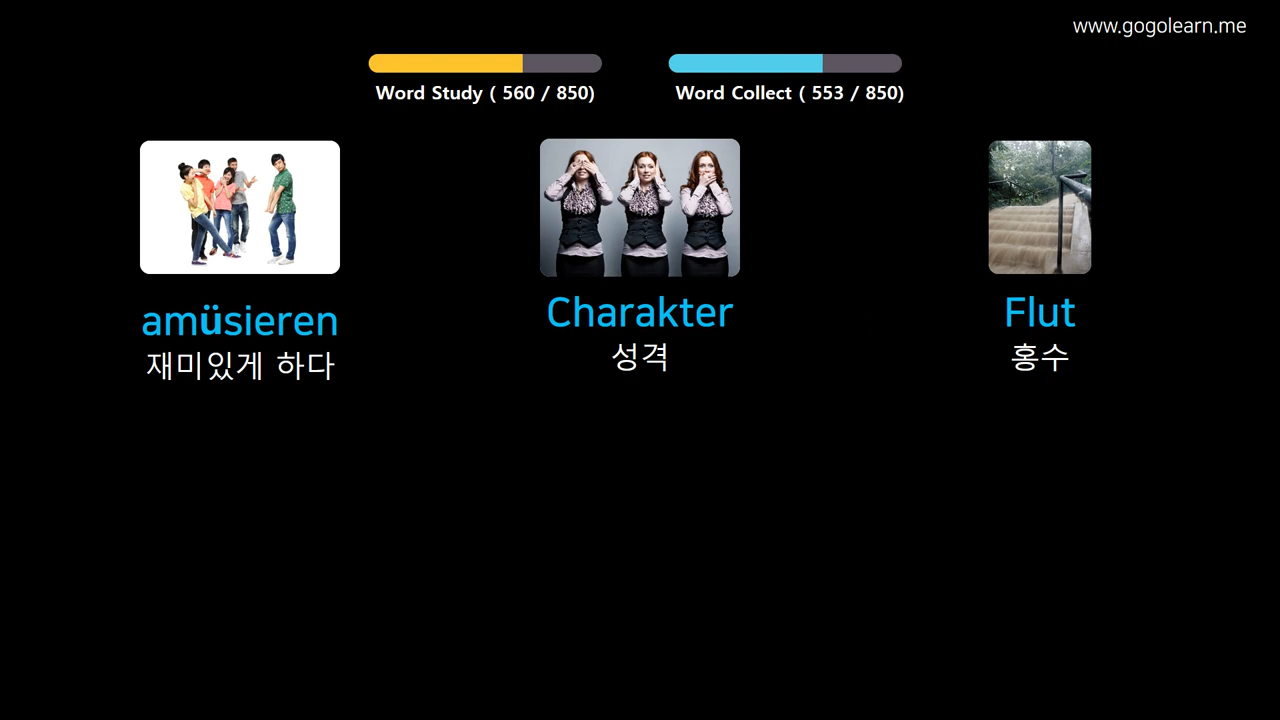 www.gogolearn.me
Word Study ( 560 / 850)
Word Collect ( 553 / 850)
amüsieren
재미있게 하다
Charakter
성격
Flut
홍수